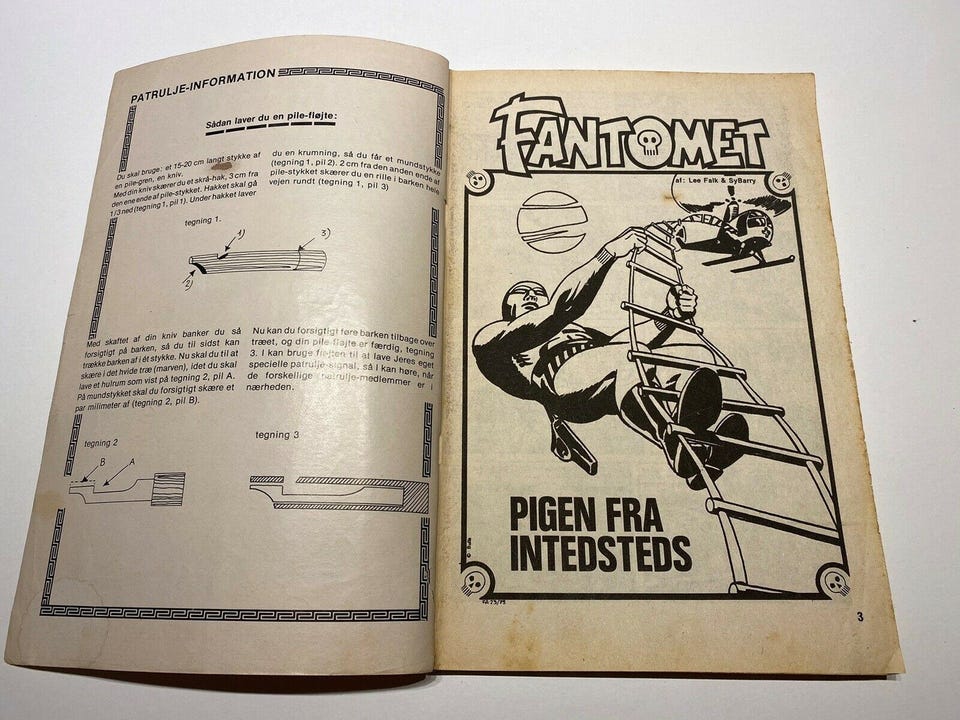 PATRULJE-INFORMATION
Sådan laver du en pile-fløjte:
Du skal bruge: et 15-20 cm langt stykke af
en pile-gren, en kniv.
Med din kniv skærer du et skrå-hak, 3 cm fra
den ene ende af pile-stykket. Hakket skal gå
1/3 ned (tegning 1, pil 1). Under hakket laver
du en krumning, så du får et mundstykke
(tegning 1, pil 2). 2 cm fra den anden ende af
pile-stykket skærer du en rille i barken hele
vejen rundt (tegning 1, pil 3)
tegning 1.
1)
3)
2)
Med skaftet af din kniv banker du så
forsigtigt på barken, så du til sidst kan
trække barken af i ét stykke. Nu skal du til at
skære i det hvide træ (marven), idet du skal
lave et hulrum som vist på tegning 2, pil A.
På mundstykket skal du forsigtigt skære et
par milimeter af (tegning 2, pil B).
Nu kan du forsigtigt føre barken tilbage over
træet, og din pile-fløjte er færdig, tegning
3. I kan bruge fløjten til at lave Jeres eget
specielle patrulje-signal, så I kan høre, når
de forskellige patrulje-medlemmer er i
nærheden.
tegning 2
B
A
tegning 3
FANTOMET
af: Lee Falk & SyBarry
PIGEN FRA
INTEDSTEDS
© Bulls
3